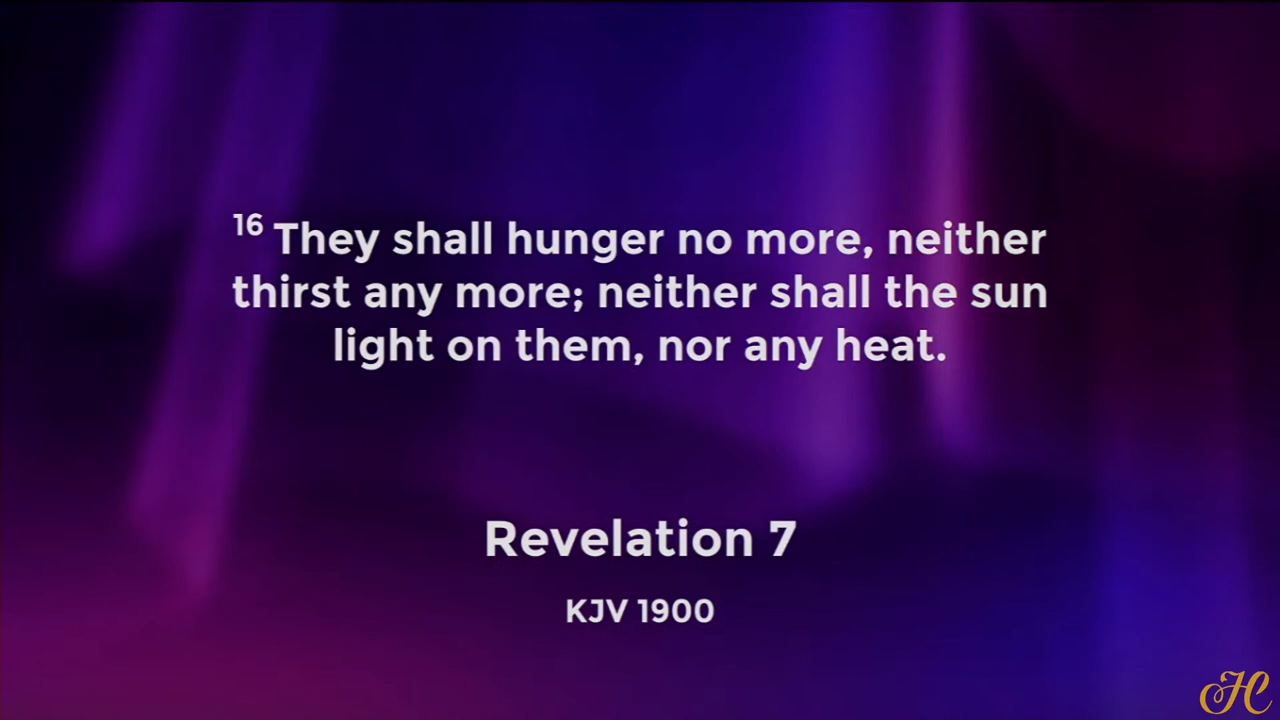 16 They shall hunger no more, neither
thirst any more; neither shall the sun
light on them, nor any heat.
Revelation 7
KJV 1900
H